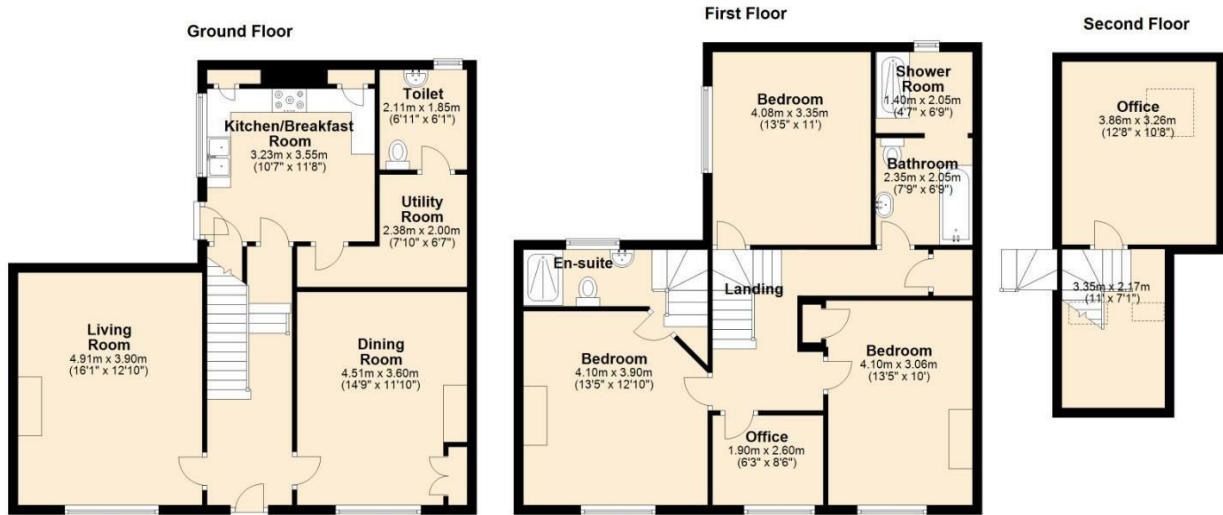 Ground Floor
Toilet
2.11m x 1.85m
(6'11" x 6'1")
Kitchen/Breakfast
Room
3.23m x 3.55m
(10'7" x 11'8")
Utility
Room
2.38m x 2.00m
(7'10" x 6'7")
Living
Room
4.91m x 3.90m
(16'1" x 12'10")
Dining
Room
4.51m x 3.60m
(14'9" x 11'10")
First Floor
Bedroom
4.08m x 3.35m
(13'5" x 11')
Shower
Room
1.40m x 2.05m
(4'7" x 6'9")
Bathroom
2.35m x 2.05m
(7'9" x 6'9")
En-suite
Landing
Bedroom
4.10m x 3.90m
(13'5" x 12'10")
Bedroom
4.10m x 3.06m
(13'5" x 10')
Office
1.90m x 2.60m
(6'3" x 8'6")
Second Floor
Office
3.86m x 3.26m
(12'8" x 10'8")
3.35m x 2.17m
(11' x 7'1")